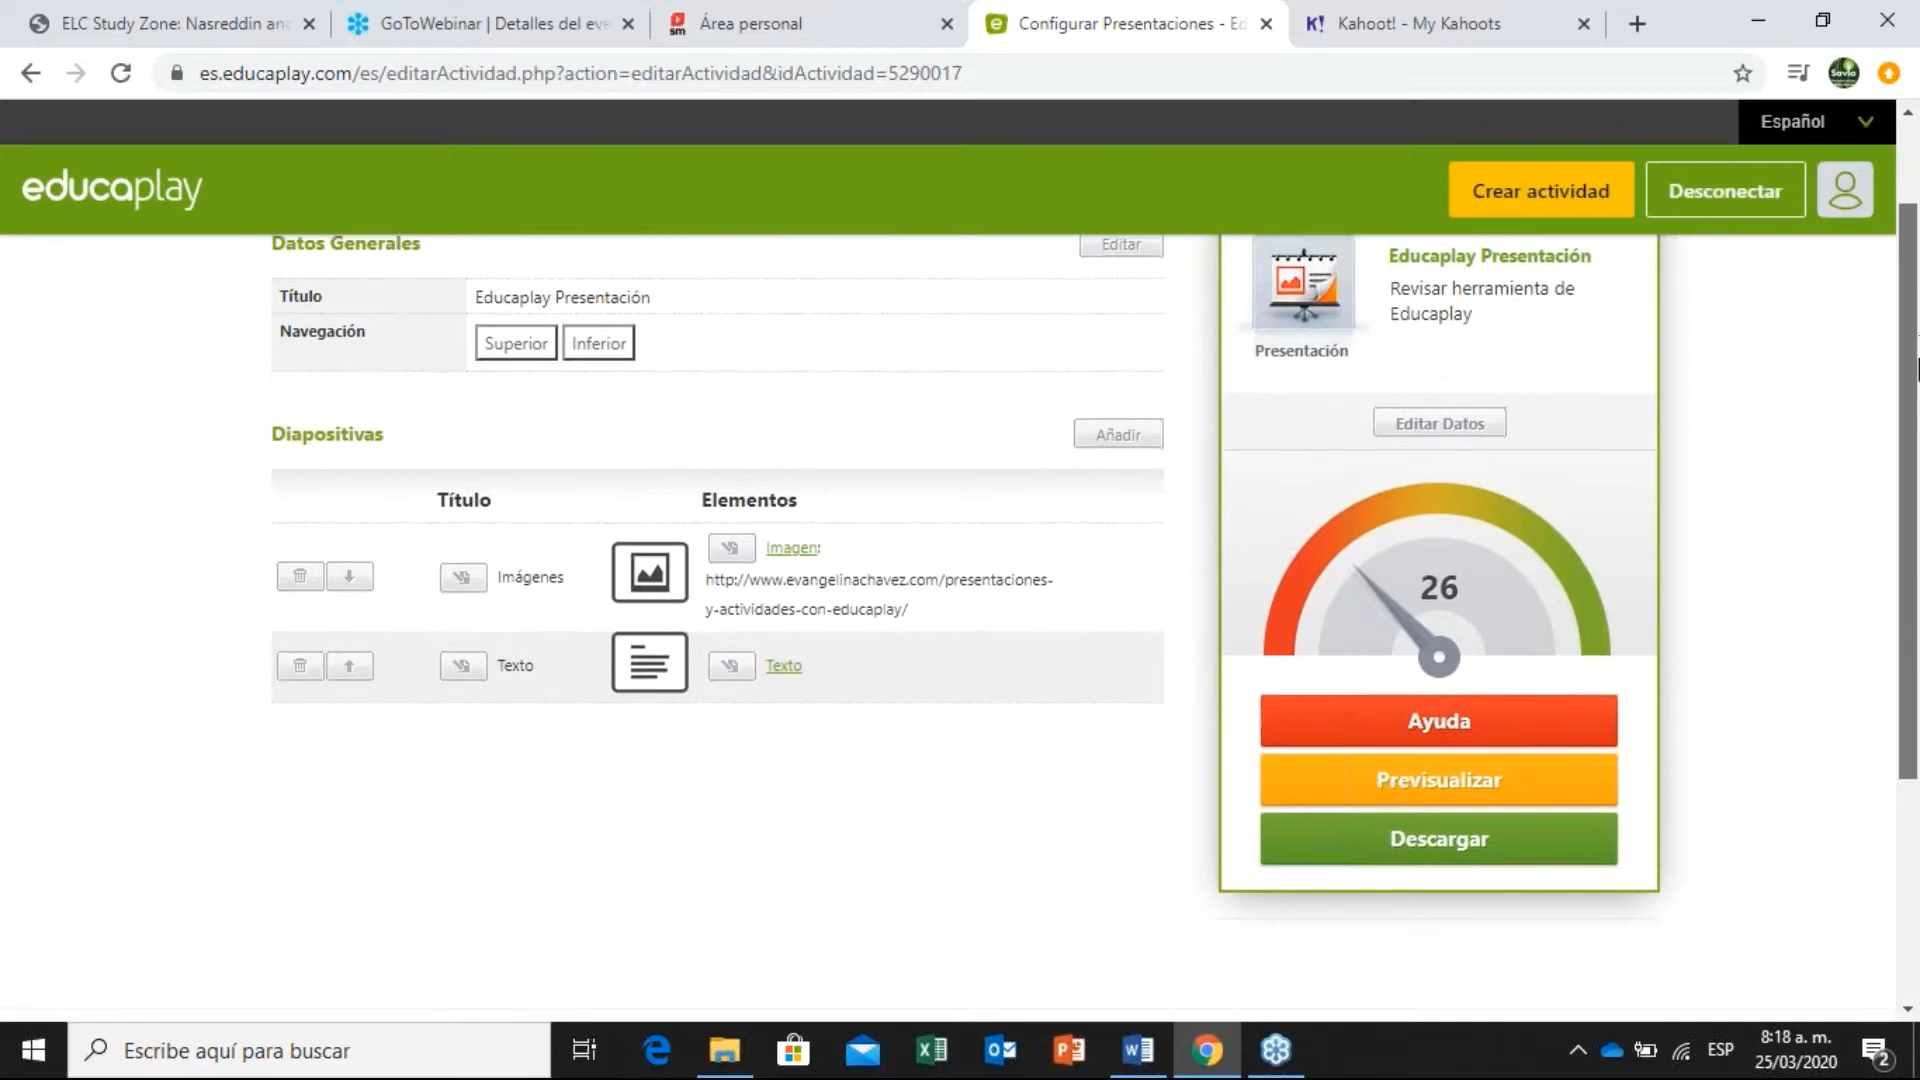 ELC Study Zone: Nasreddin an
GoToWebinar | Detalles del eve
Área personal
Configurar Presentaciones - Ed
Kahoot! - My Kahoots
es.educaplay.com/es/editarActividad.php?action=editarActividad&idActividad=5290017
Español
educaplay
Crear actividad
Desconectar
Datos Generales
Editar
Título
Educaplay Presentación
Navegación
Superior
Inferior
Diapositivas
Añadir
Título
Elementos
Imágenes
Imagen:
http://www.evangelinachavez.com/presentaciones-
y-actividades-con-educaplay/
Texto
Texto
Educaplay Presentación
Revisar herramienta de
Educaplay
Presentación
Editar Datos
26
Ayuda
Previsualizar
Descargar
Escribe aquí para buscar
ESP
8:18 a. m.
25/03/2020
2